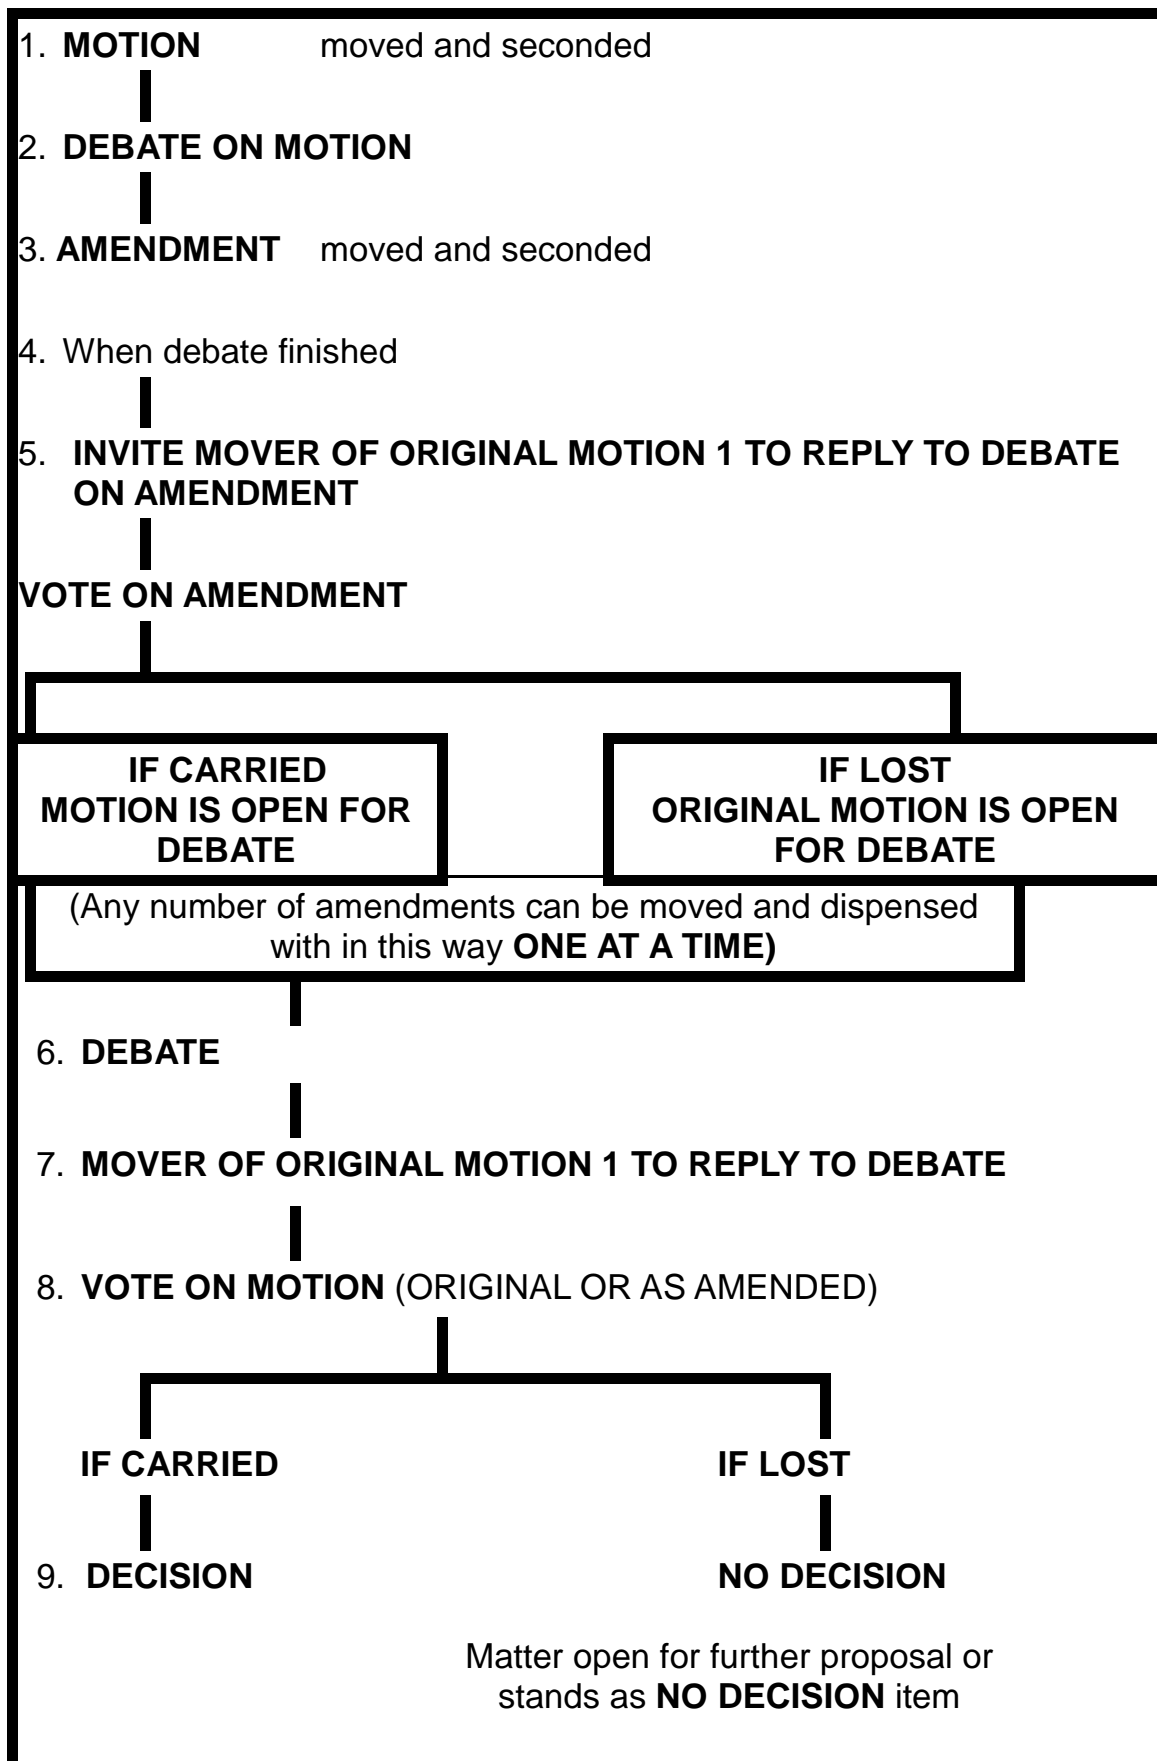 1. MOTION moved and seconded
2. DEBATE ON MOTION
3. AMENDMENT moved and seconded
4. When debate finished
5. INVITE MOVER OF ORIGINAL MOTION 1 TO REPLY TO DEBATE
ON AMENDMENT
VOTE ON AMENDMENT
IF CARRIED
MOTION IS OPEN FOR
DEBATE
IF LOST
ORIGINAL MOTION IS OPEN
FOR DEBATE
(Any number of amendments can be moved and dispensed
with in this way ONE AT A TIME)
6. DEBATE
7. MOVER OF ORIGINAL MOTION 1 TO REPLY TO DEBATE
8. VOTE ON MOTION (ORIGINAL OR AS AMENDED)
IF CARRIED IF LOST
9. DECISION NO DECISION
Matter open for further proposal or
stands as NO DECISION item